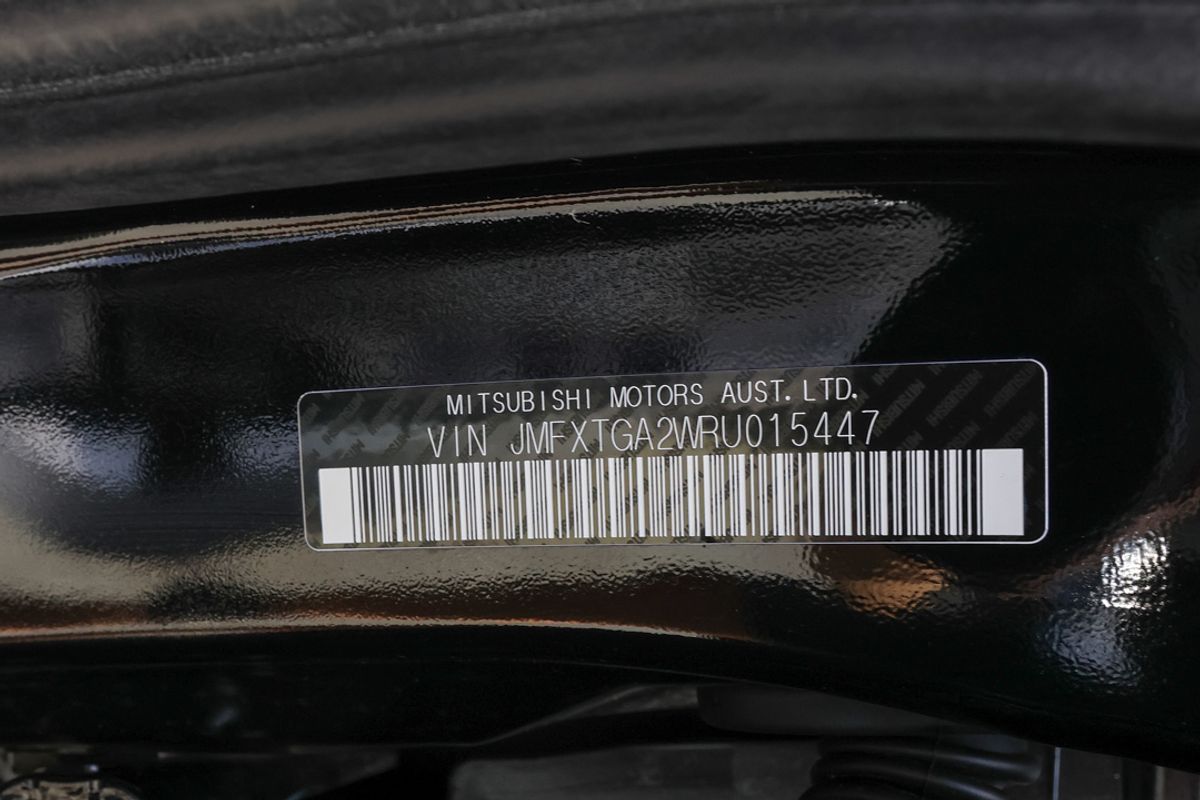 MITSUBISHI MOTORS AUST. LTD.
VIN JMFXTGA2WRU015447